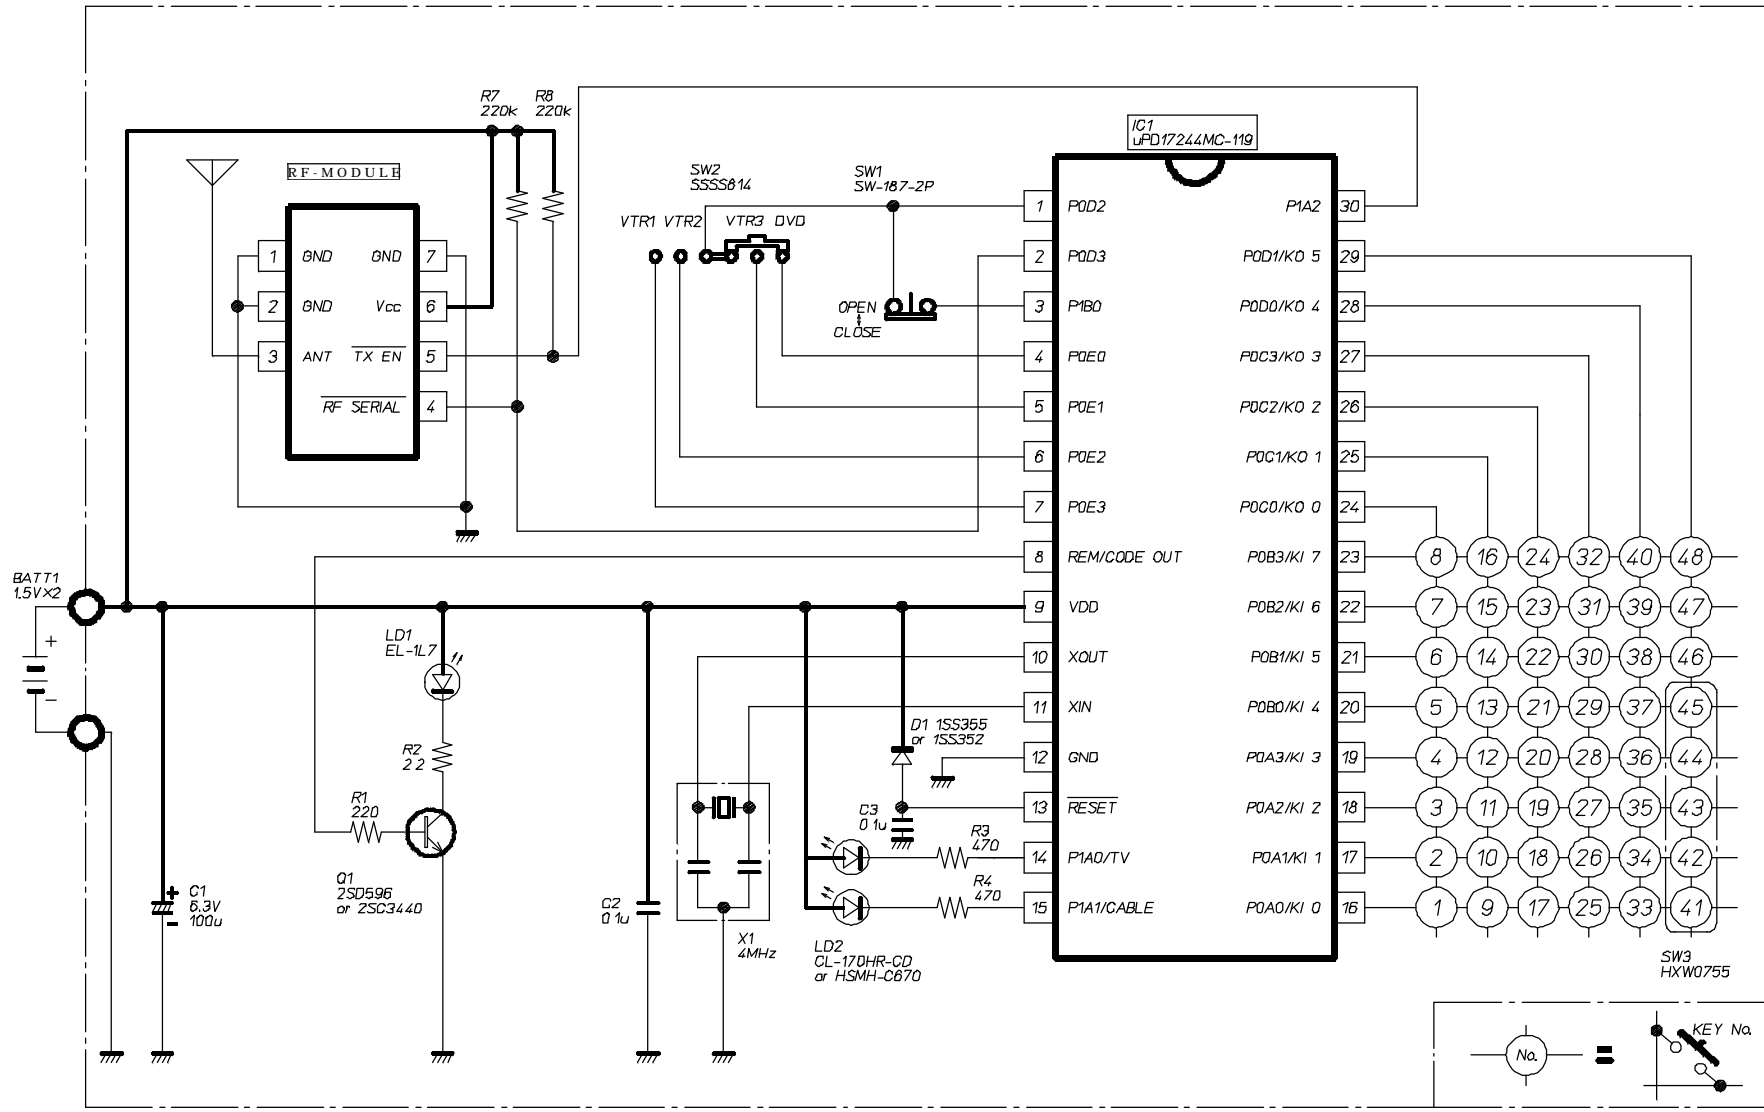 R7
220k
R8
220k
IC1
uPD17244MC-119
RF-MODULE
SW2
SSSS814
SW1
SW-187-2P
VTR1 VTR2 VTR3 DVD
OPEN
CLOSE
1 GND
2 GND
3 ANT
GND 7
Vcc 6
TX EN 5
RF SERIAL 4
1 P0D2
2 P0D3
3 P1B0
4 P0E0
5 P0E1
6 P0E2
7 P0E3
8 REM/CODE OUT
9 VDD
10 XOUT
11 XIN
12 GND
13 RESET
14 P1A0/TV
15 P1A1/CABLE
P1A2 30
P0D1/KO 5 29
P0D0/KO 4 28
P0C3/KO 3 27
P0C2/KO 2 26
P0C1/KO 1 25
P0C0/KO 0 24
P0B3/KI 7 23
P0B2/KI 6 22
P0B1/KI 5 21
P0B0/KI 4 20
P0A3/KI 3 19
P0A2/KI 2 18
P0A1/KI 1 17
P0A0/KI 0 16
8 16 24 32 40 48
7 15 23 31 39 47
6 14 22 30 38 46
5 13 21 29 37 45
4 12 20 28 36 44
3 11 19 27 35 43
2 10 18 26 34 42
1 9 17 25 33 41
BATT1
1.5V×2
+
−
LD1
EL-1L7
R2
2.2
R1
220
Q1
2SD596
or 2SC3440
+ C1
6.3V
− 100u
C2
0.1u
X1
4MHz
D1 1SS355
or 1SS352
C3
0.1u
R3
470
R4
470
LD2
CL-170HR-CD
or HSMH-C670
SW3
HXW0755
No. = KEY No.